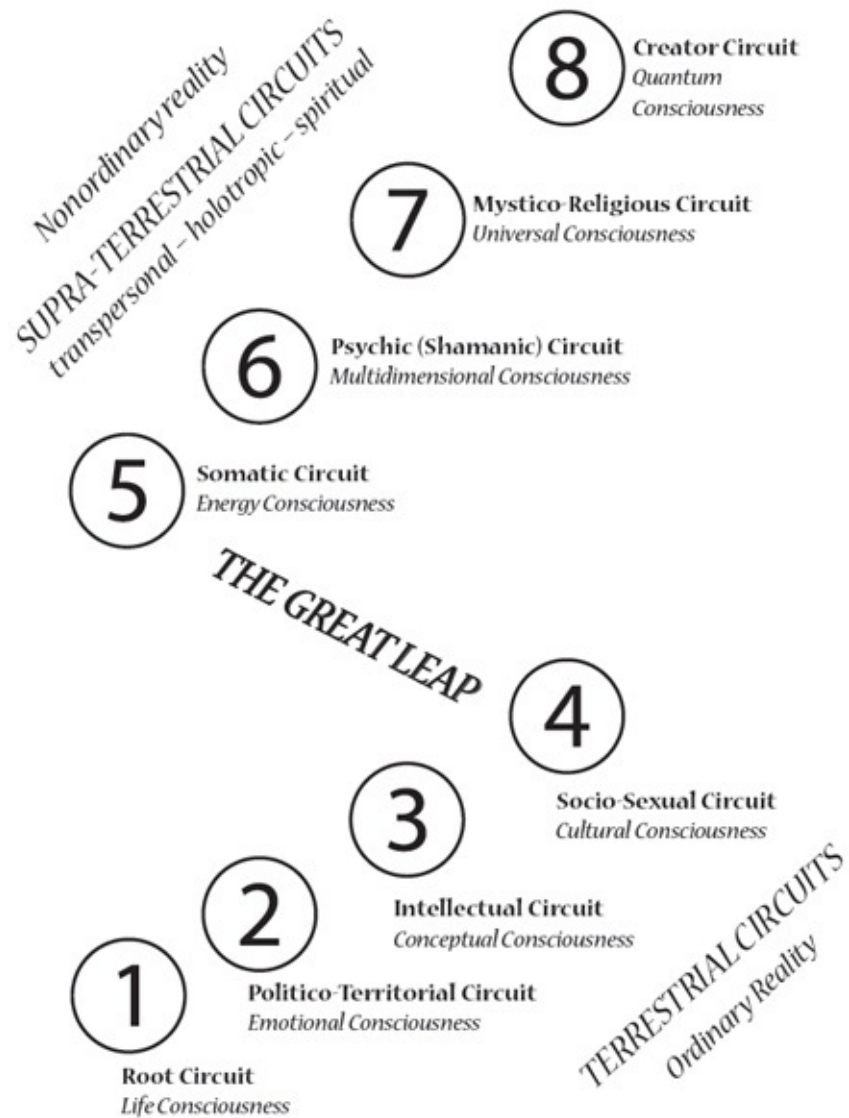 Nonordinary reality
SUPRA-TERRESTRIAL CIRCUITS
transpersonal – holotropic – spiritual
8
Creator Circuit
Quantum
Consciousness
7
Mystico-Religious Circuit
Universal Consciousness
6
Psychic (Shamanic) Circuit
Multidimensional Consciousness
5
Somatic Circuit
Energy Consciousness
THE GREAT LEAP
4
Socio-Sexual Circuit
Cultural Consciousness
3
Intellectual Circuit
Conceptual Consciousness
2
Politico-Territorial Circuit
Emotional Consciousness
1
Root Circuit
Life Consciousness
TERRESTRIAL CIRCUITS
Ordinary Reality